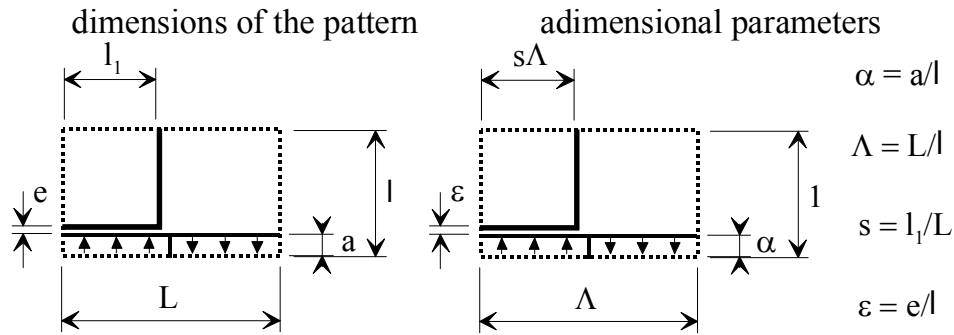 dimensions of the pattern
adimensional parameters
l₁
sΛ
α = a/l
e
l
ε
1
Λ = L/l
a
α
s = l₁/L
L
Λ
ε = e/l